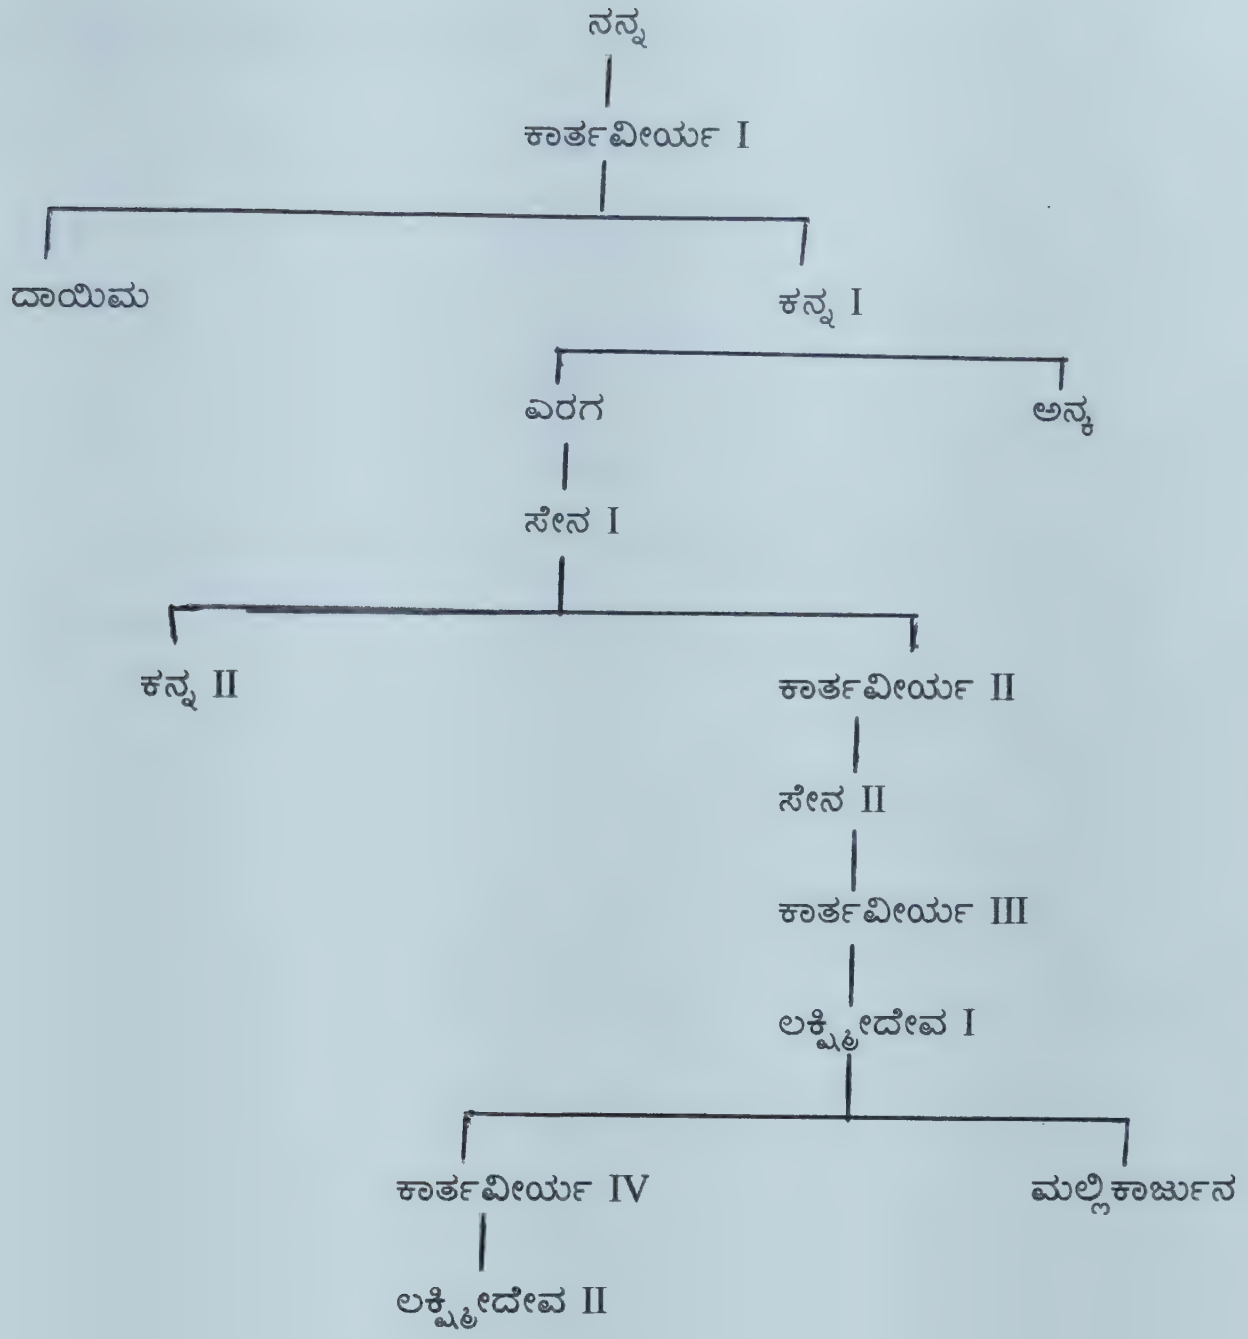 ನನ್ನ
ಕಾರ್ತವೀರ್ಯ I
ದಾಯಿಮ ಕನ್ನ I
ಎರಗ ಅನ್ಕ
ಸೇನ I
ಕನ್ನ II ಕಾರ್ತವೀರ್ಯ II
ಸೇನ II
ಕಾರ್ತವೀರ್ಯ III
ಲಕ್ಷ್ಮೀದೇವ I
ಕಾರ್ತವೀರ್ಯ IV ಮಲ್ಲಿಕಾರ್ಜುನ
ಲಕ್ಷ್ಮೀದೇವ II